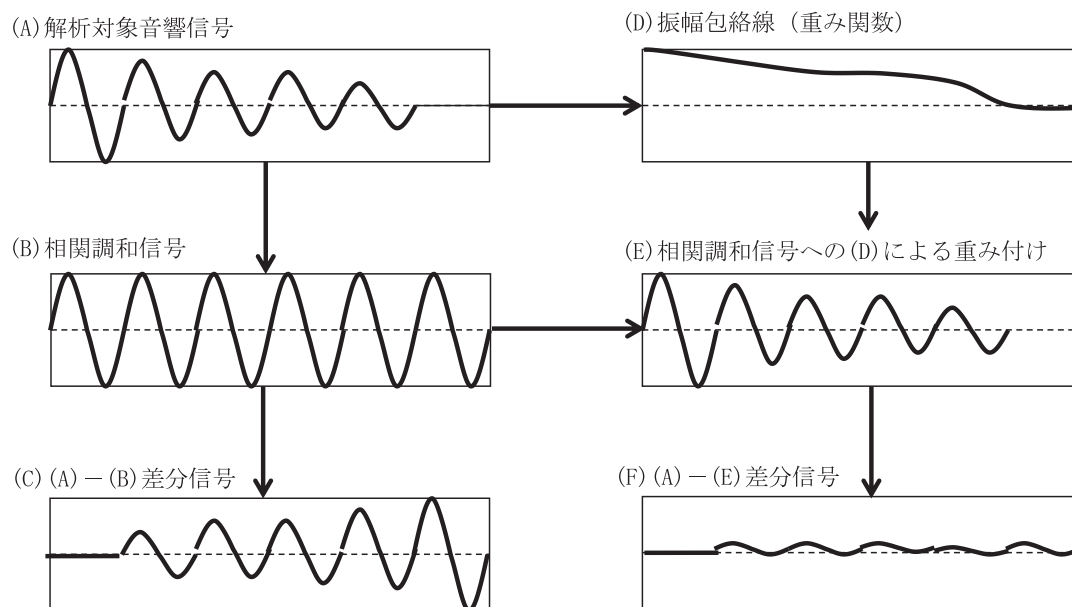 (A)解析対象音響信号
(D)振幅包絡線（重み関数）
(B)相関調和信号
(E)相関調和信号への(D)による重み付け
(C)(A)－(B)差分信号
(F)(A)－(E)差分信号